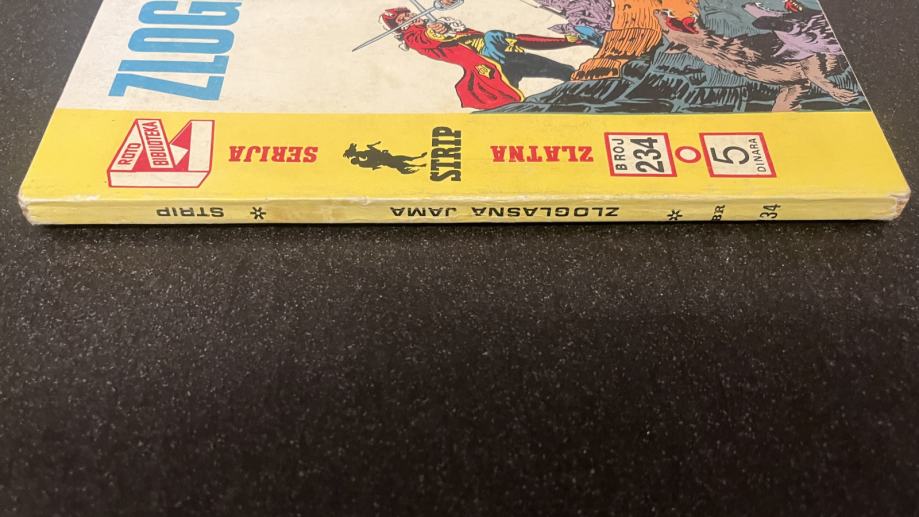 ZLOG
ROTO
BIBLIOTEKA
ZLATNA
SERIJA
STRIP
BROJ
234
5
DINARA
STRIP * ZLOGLASNA JAMA * BR 34